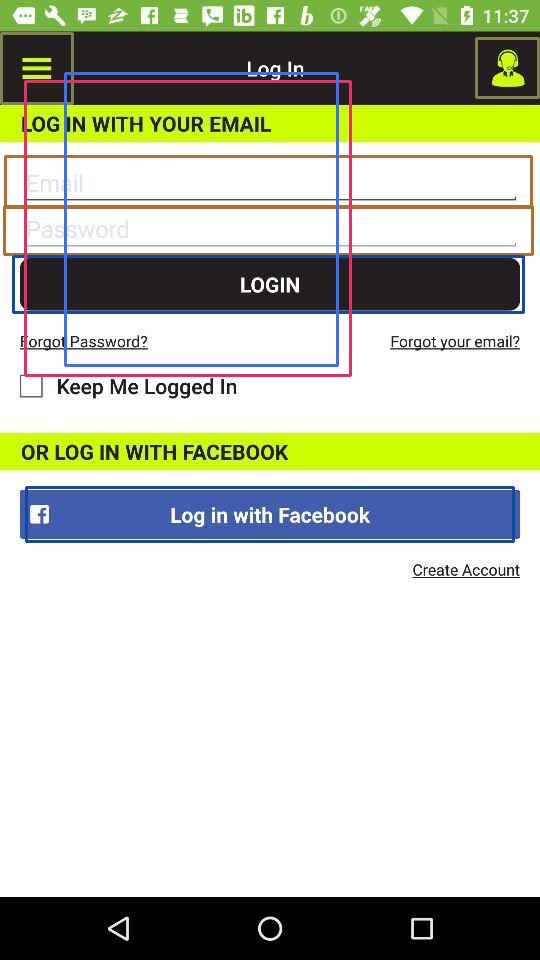 11:37
Log In
LOG IN WITH YOUR EMAIL
Email
Password
LOGIN
Forgot Password? Forgot your email?
Keep Me Logged In
OR LOG IN WITH FACEBOOK
Log in with Facebook
Create Account